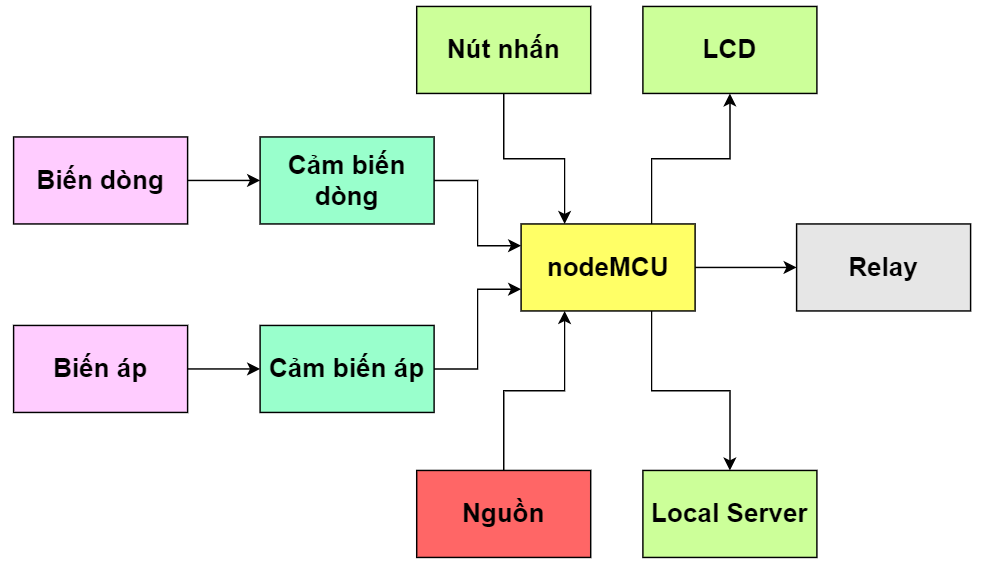 Nút nhấn
LCD
Biến dòng
Cảm biến
dòng
nodeMCU
Relay
Biến áp
Cảm biến áp
Nguồn
Local Server